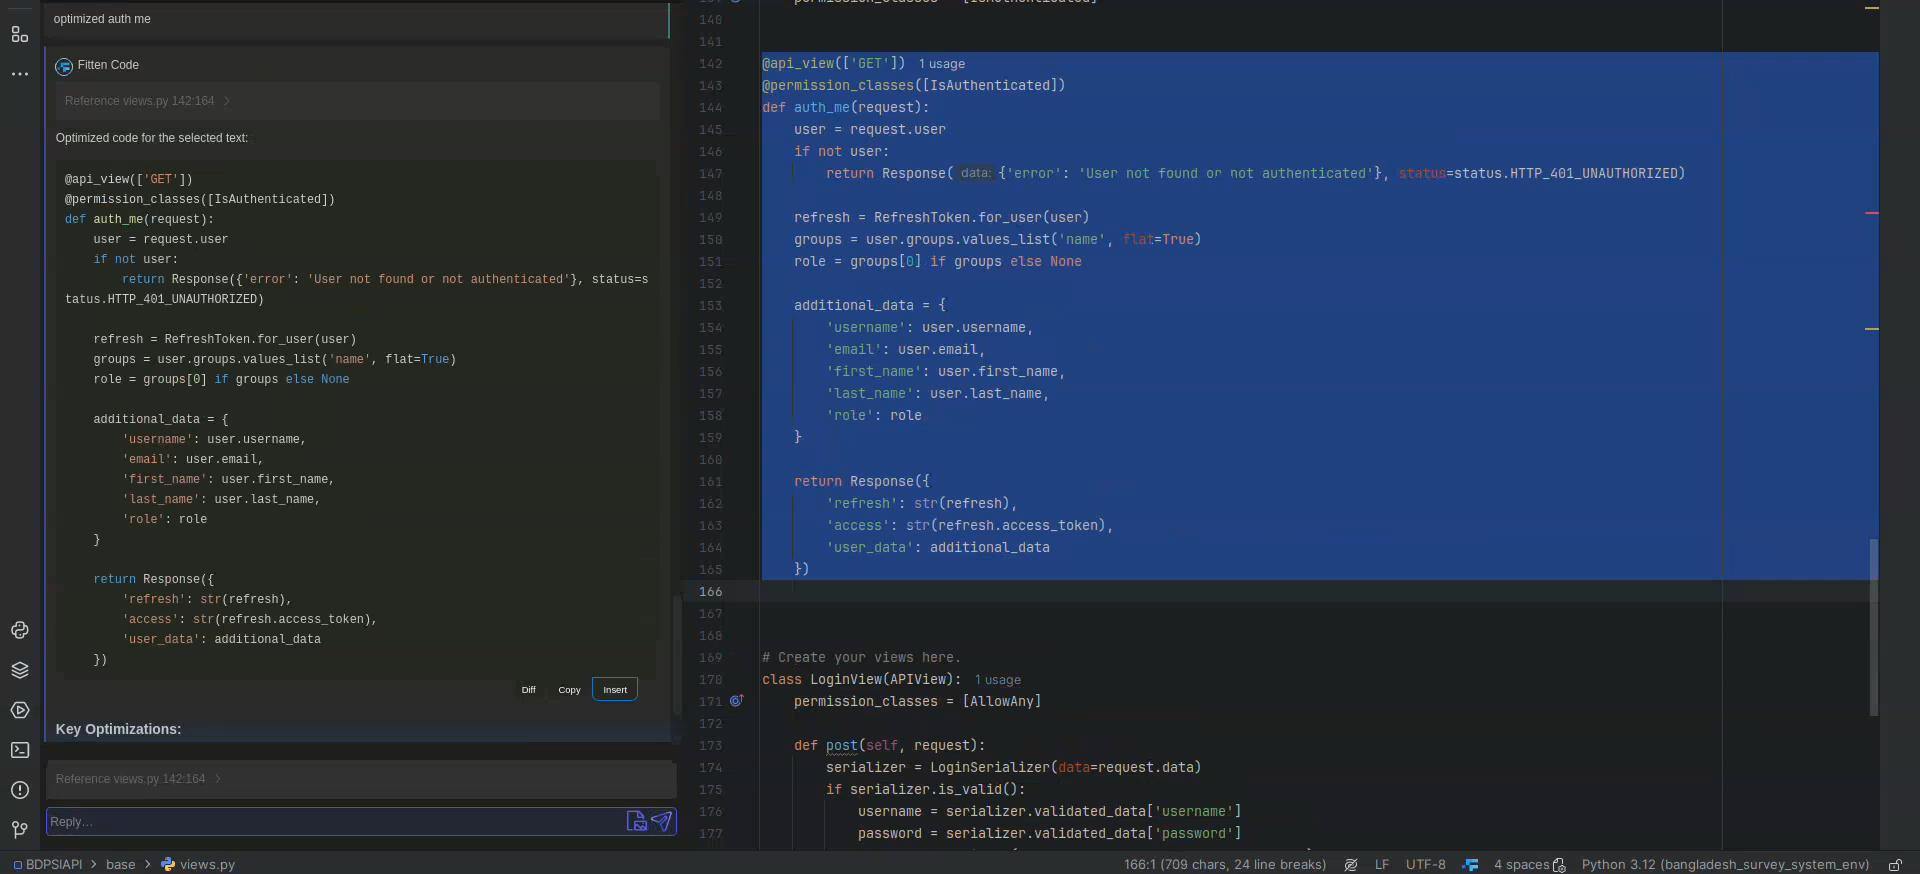 optimized auth me
Fitten Code
Reference views.py 142:164 >
Optimized code for the selected text:
@api_view(['GET'])
@permission_classes([IsAuthenticated])
def auth_me(request):
    user = request.user
    if not user:
        return Response({'error': 'User not found or not authenticated'}, status=s
tatus.HTTP_401_UNAUTHORIZED)
    refresh = RefreshToken.for_user(user)
    groups = user.groups.values_list('name', flat=True)
    role = groups[0] if groups else None
    additional_data = {
        'username': user.username,
        'email': user.email,
        'first_name': user.first_name,
        'last_name': user.last_name,
        'role': role
    }
    return Response({
        'refresh': str(refresh),
        'access': str(refresh.access_token),
        'user_data': additional_data
    })
Diff Copy Insert
Key Optimizations:
Reference views.py 142:164 >
Reply...
140
141
142 @api_view(['GET']) 1 usage
143 @permission_classes([IsAuthenticated])
144 def auth_me(request):
145     user = request.user
146     if not user:
147         return Response( data: {'error': 'User not found or not authenticated'}, status=status.HTTP_401_UNAUTHORIZED)
148
149     refresh = RefreshToken.for_user(user)
150     groups = user.groups.values_list('name', flat=True)
151     role = groups[0] if groups else None
152
153     additional_data = {
154         'username': user.username,
155         'email': user.email,
156         'first_name': user.first_name,
157         'last_name': user.last_name,
158         'role': role
159     }
160
161     return Response({
162         'refresh': str(refresh),
163         'access': str(refresh.access_token),
164         'user_data': additional_data
165     })
166
167
168
169 # Create your views here.
170 class LoginView(APIView): 1 usage
171     permission_classes = [AllowAny]
172
173     def post(self, request):
174         serializer = LoginSerializer(data=request.data)
175         if serializer.is_valid():
176             username = serializer.validated_data['username']
177             password = serializer.validated_data['password']
BDPSIAPI > base > views.py
166:1 (709 chars, 24 line breaks) LF UTF-8 4 spaces Python 3.12 (bangladesh_survey_system_env)